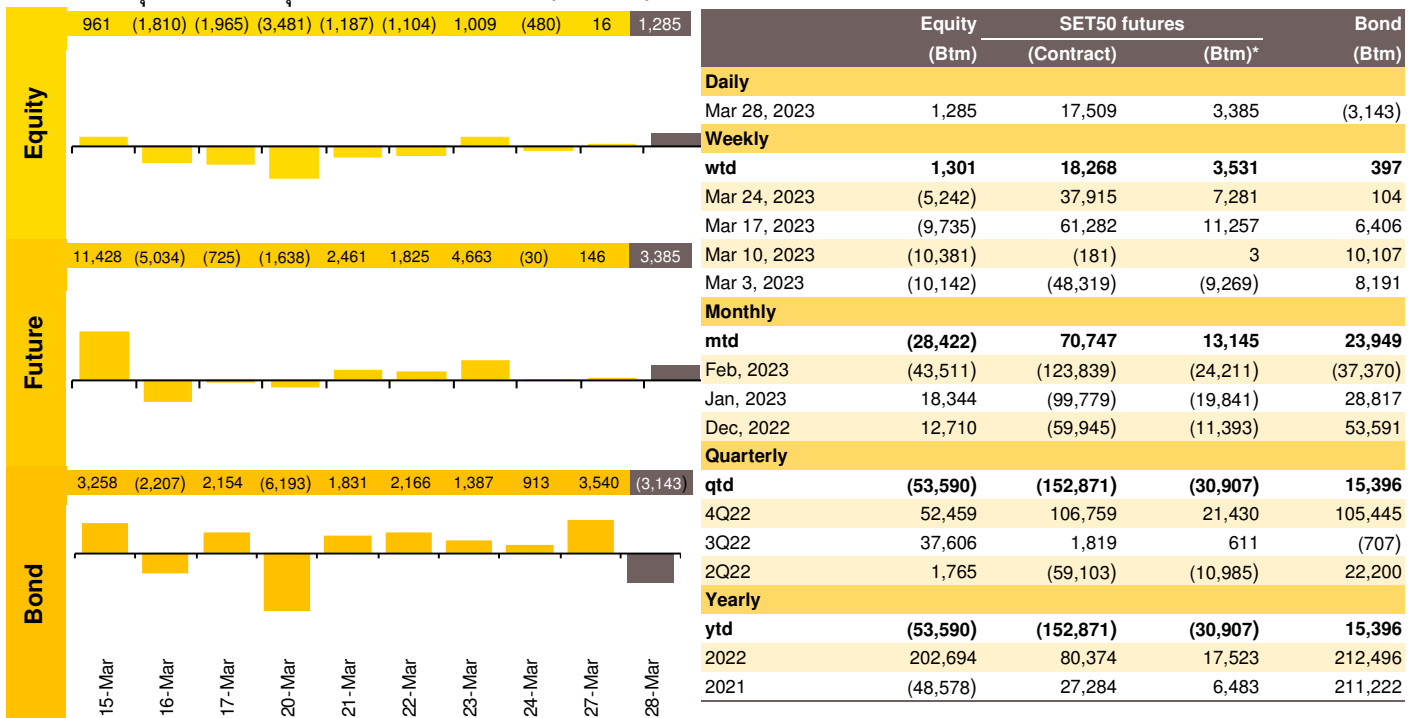 Equity
961 (1,810) (1,965) (3,481) (1,187) (1,104) 1,009 (480) 16 1,285
Future
11,428 (5,034) (725) (1,638) 2,461 1,825 4,663 (30) 146 3,385
Bond
3,258 (2,207) 2,154 (6,193) 1,831 2,166 1,387 913 3,540 (3,143)
15-Mar 16-Mar 17-Mar 20-Mar 21-Mar 22-Mar 23-Mar 24-Mar 27-Mar 28-Mar
Equity SET50 futures Bond
(Btm) (Contract) (Btm)* (Btm)
Daily
Mar 28, 2023 1,285 17,509 3,385 (3,143)
Weekly
wtd 1,301 18,268 3,531 397
Mar 24, 2023 (5,242) 37,915 7,281 104
Mar 17, 2023 (9,735) 61,282 11,257 6,406
Mar 10, 2023 (10,381) (181) 3 10,107
Mar 3, 2023 (10,142) (48,319) (9,269) 8,191
Monthly
mtd (28,422) 70,747 13,145 23,949
Feb, 2023 (43,511) (123,839) (24,211) (37,370)
Jan, 2023 18,344 (99,779) (19,841) 28,817
Dec, 2022 12,710 (59,945) (11,393) 53,591
Quarterly
qtd (53,590) (152,871) (30,907) 15,396
4Q22 52,459 106,759 21,430 105,445
3Q22 37,606 1,819 611 (707)
2Q22 1,765 (59,103) (10,985) 22,200
Yearly
ytd (53,590) (152,871) (30,907) 15,396
2022 202,694 80,374 17,523 212,496
2021 (48,578) 27,284 6,483 211,222